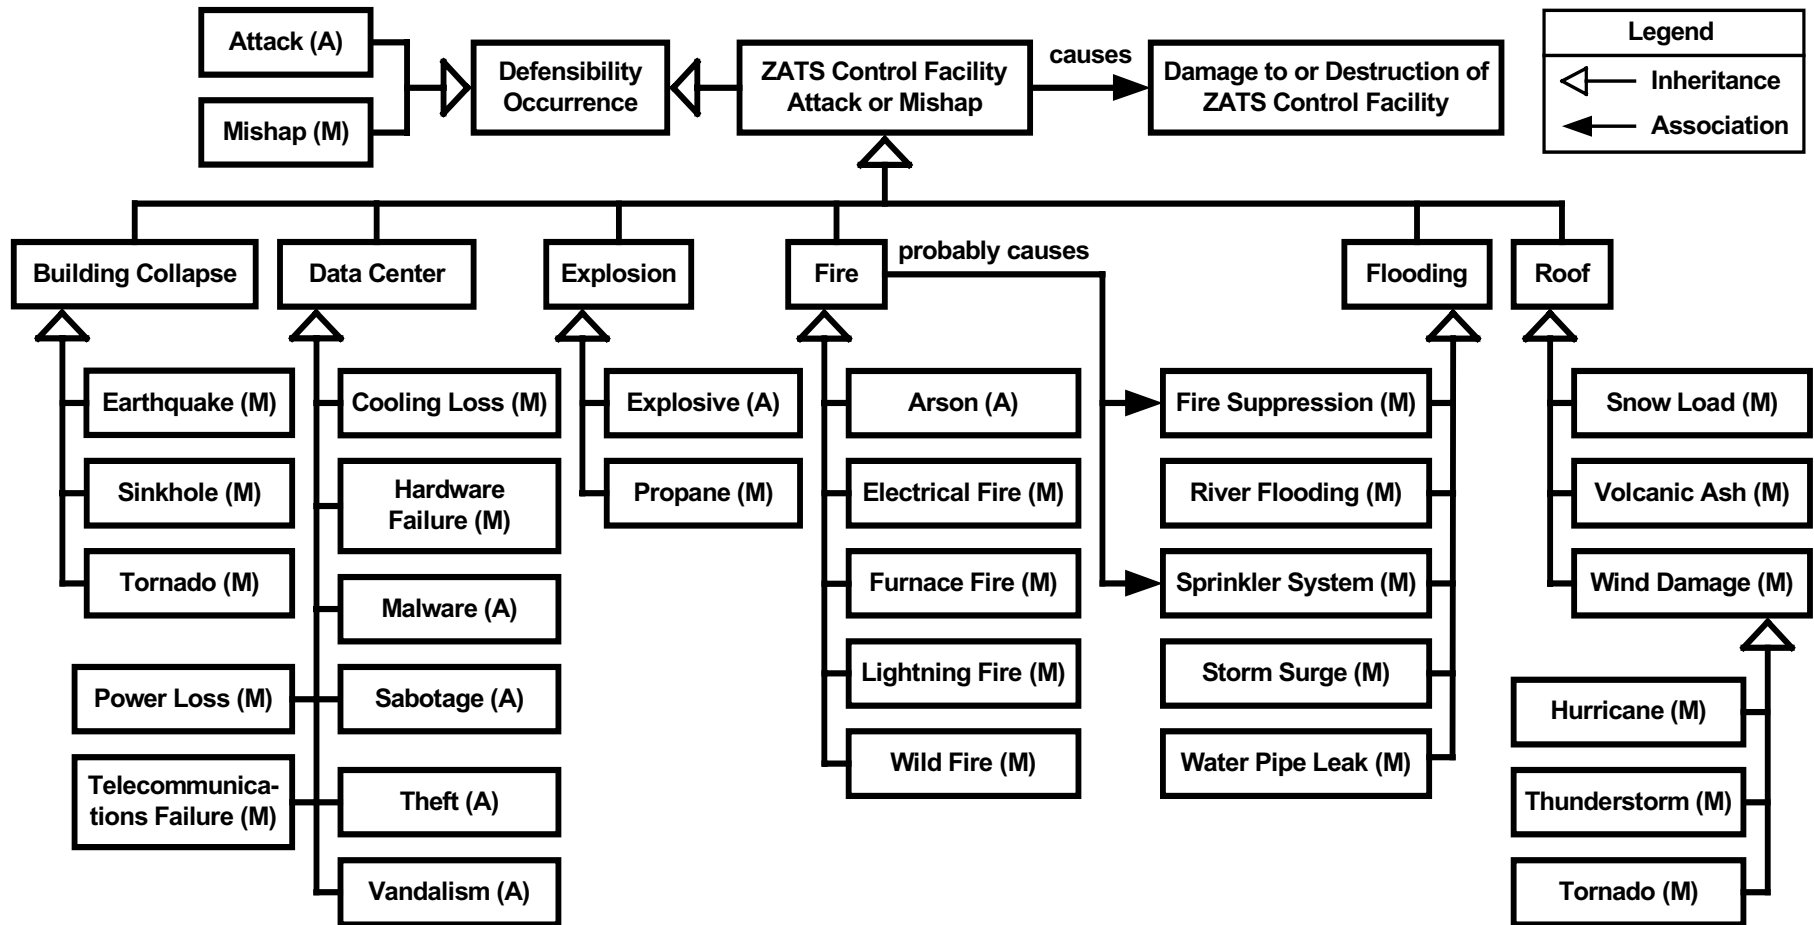 Attack (A)
Mishap (M)
Defensibility
Occurrence
ZATS Control Facility
Attack or Mishap
causes
Damage to or Destruction of
ZATS Control Facility
Legend
Inheritance
Association
Building Collapse
Data Center
Explosion
Fire
probably causes
Flooding
Roof
Earthquake (M)
Sinkhole (M)
Tornado (M)
Cooling Loss (M)
Hardware
Failure (M)
Malware (A)
Power Loss (M)
Sabotage (A)
Telecommunica-
tions Failure (M)
Theft (A)
Vandalism (A)
Explosive (A)
Propane (M)
Arson (A)
Electrical Fire (M)
Furnace Fire (M)
Lightning Fire (M)
Wild Fire (M)
Fire Suppression (M)
River Flooding (M)
Sprinkler System (M)
Storm Surge (M)
Water Pipe Leak (M)
Snow Load (M)
Volcanic Ash (M)
Wind Damage (M)
Hurricane (M)
Thunderstorm (M)
Tornado (M)